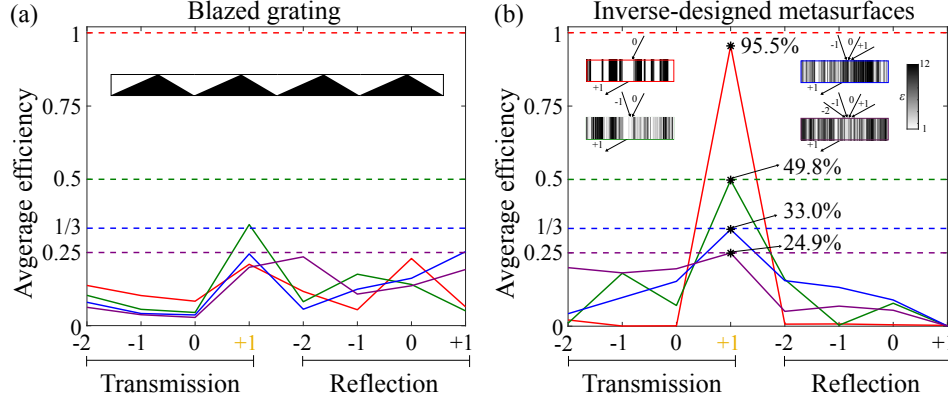 (a)
Blazed grating
1
0.75
0.5
1/3
0.25
0
Avgerage efficiency
-2 -1 0 +1 -2 -1 0 +1
Transmission
Reflection
(b)
Inverse-designed metasurfaces
1
0.75
0.5
1/3
0.25
0
Avgerage efficiency
0
+1
-1 0
+1
-1 0 +1
+1
-2 -1 0 +1
+1
12
ε
1
95.5%
49.8%
33.0%
24.9%
-2 -1 0 +1 -2 -1 0 +1
Transmission
Reflection